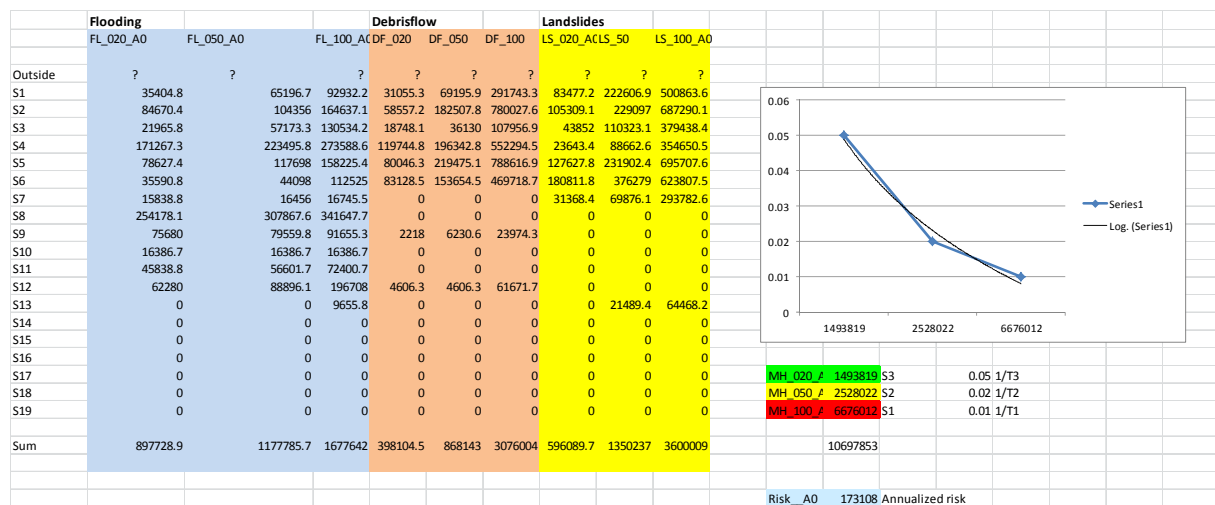 Flooding Debrisflow Landslides
FL_020_A0 FL_050_A0 FL_100_A0 DF_020 DF_050 DF_100 LS_020_AC LS_50 LS_100_A0
Outside ? ? ? ? ? ? ? ? ?
S1 35404.8 65196.7 92932.2 31055.3 69195.9 291743.3 83477.2 222606.9 500863.6
S2 84670.4 104356 164637.1 58557.2 182507.8 780027.6 105309.1 229097 687290.1
S3 21965.8 57173.3 130534.2 18748.1 36130 107956.9 43852 110323.1 379438.4
S4 171267.3 223495.8 273588.6 119744.8 196342.8 552294.5 23643.4 88662.6 354650.5
S5 78627.4 117698 158225.4 80046.3 219475.1 788616.9 127627.8 231902.4 695707.6
S6 35590.8 44098 112525 83128.5 153654.5 469718.7 180811.8 376279 623807.5
S7 15838.8 16456 16745.5 0 0 0 31368.4 69876.1 293782.6
S8 254178.1 307867.6 341647.7 0 0 0 0 0 0
S9 75680 79559.8 91655.3 2218 6230.6 23974.3 0 0 0
S10 16386.7 16386.7 16386.7 0 0 0 0 0 0
S11 45838.8 56601.7 72400.7 0 0 0 0 0 0
S12 62280 88896.1 196708 4606.3 4606.3 61671.7 0 0 0
S13 0 0 9655.8 0 0 0 0 21489.4 64468.2
S14 0 0 0 0 0 0 0 0 0
S15 0 0 0 0 0 0 0 0 0
S16 0 0 0 0 0 0 0 0 0
S17 0 0 0 0 0 0 0 0 0
S18 0 0 0 0 0 0 0 0 0
S19 0 0 0 0 0 0 0 0 0
Sum 897728.9 1177785.7 1677642 398104.5 868143 3076004 596089.7 1350237 3600009
0.06
0.05
0.04
0.03
0.02
0.01
0
1493819 2528022 6676012
Series1
Log. (Series1)
MH_020_A 1493819 S3 0.05 1/T3
MH_050_A 2528022 S2 0.02 1/T2
MH_100_A 6676012 S1 0.01 1/T1
10697853
Risk__A0 173108 Annualized risk